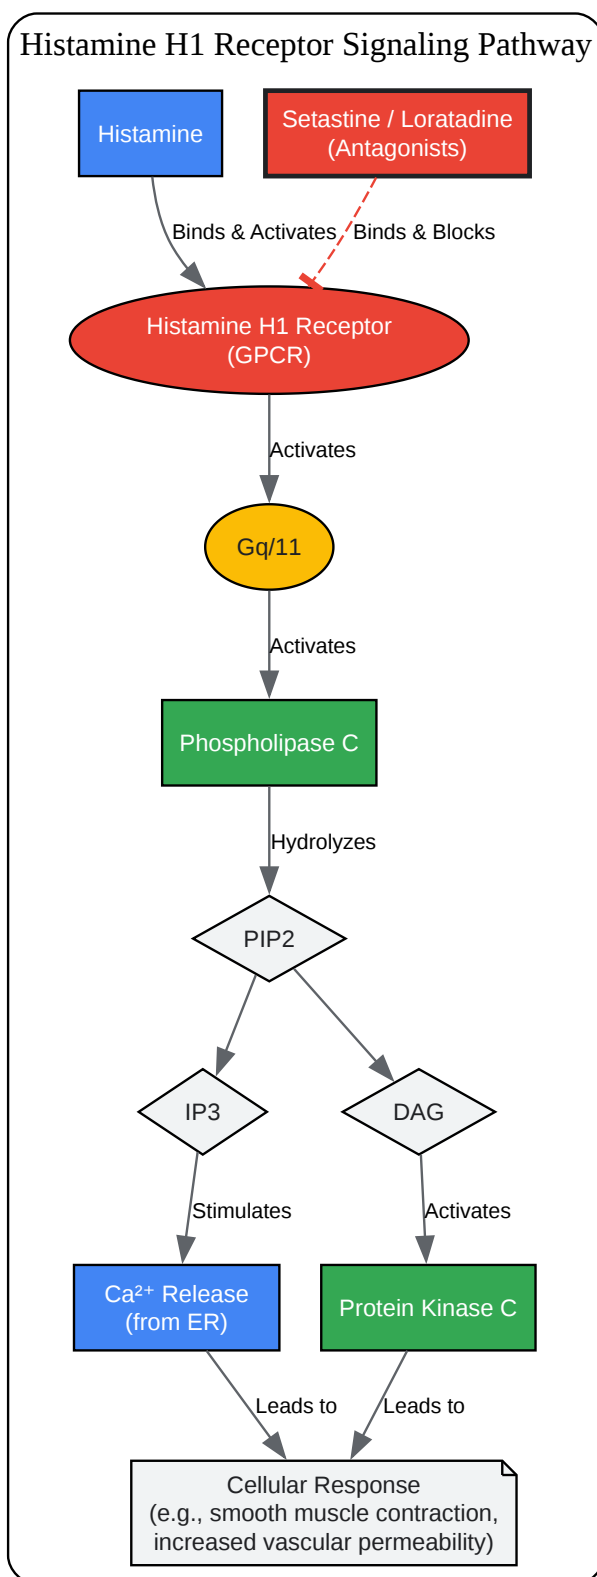 Histamine H1 Receptor Signaling Pathway
Histamine
Setastine / Loratadine
(Antagonists)
Binds & Activates
Binds & Blocks
Histamine H1 Receptor
(GPCR)
Activates
Gq/11
Activates
Phospholipase C
Hydrolyzes
PIP2
IP3
DAG
Stimulates
Activates
Ca²⁺ Release
(from ER)
Protein Kinase C
Leads to
Leads to
Cellular Response
(e.g., smooth muscle contraction,
increased vascular permeability)